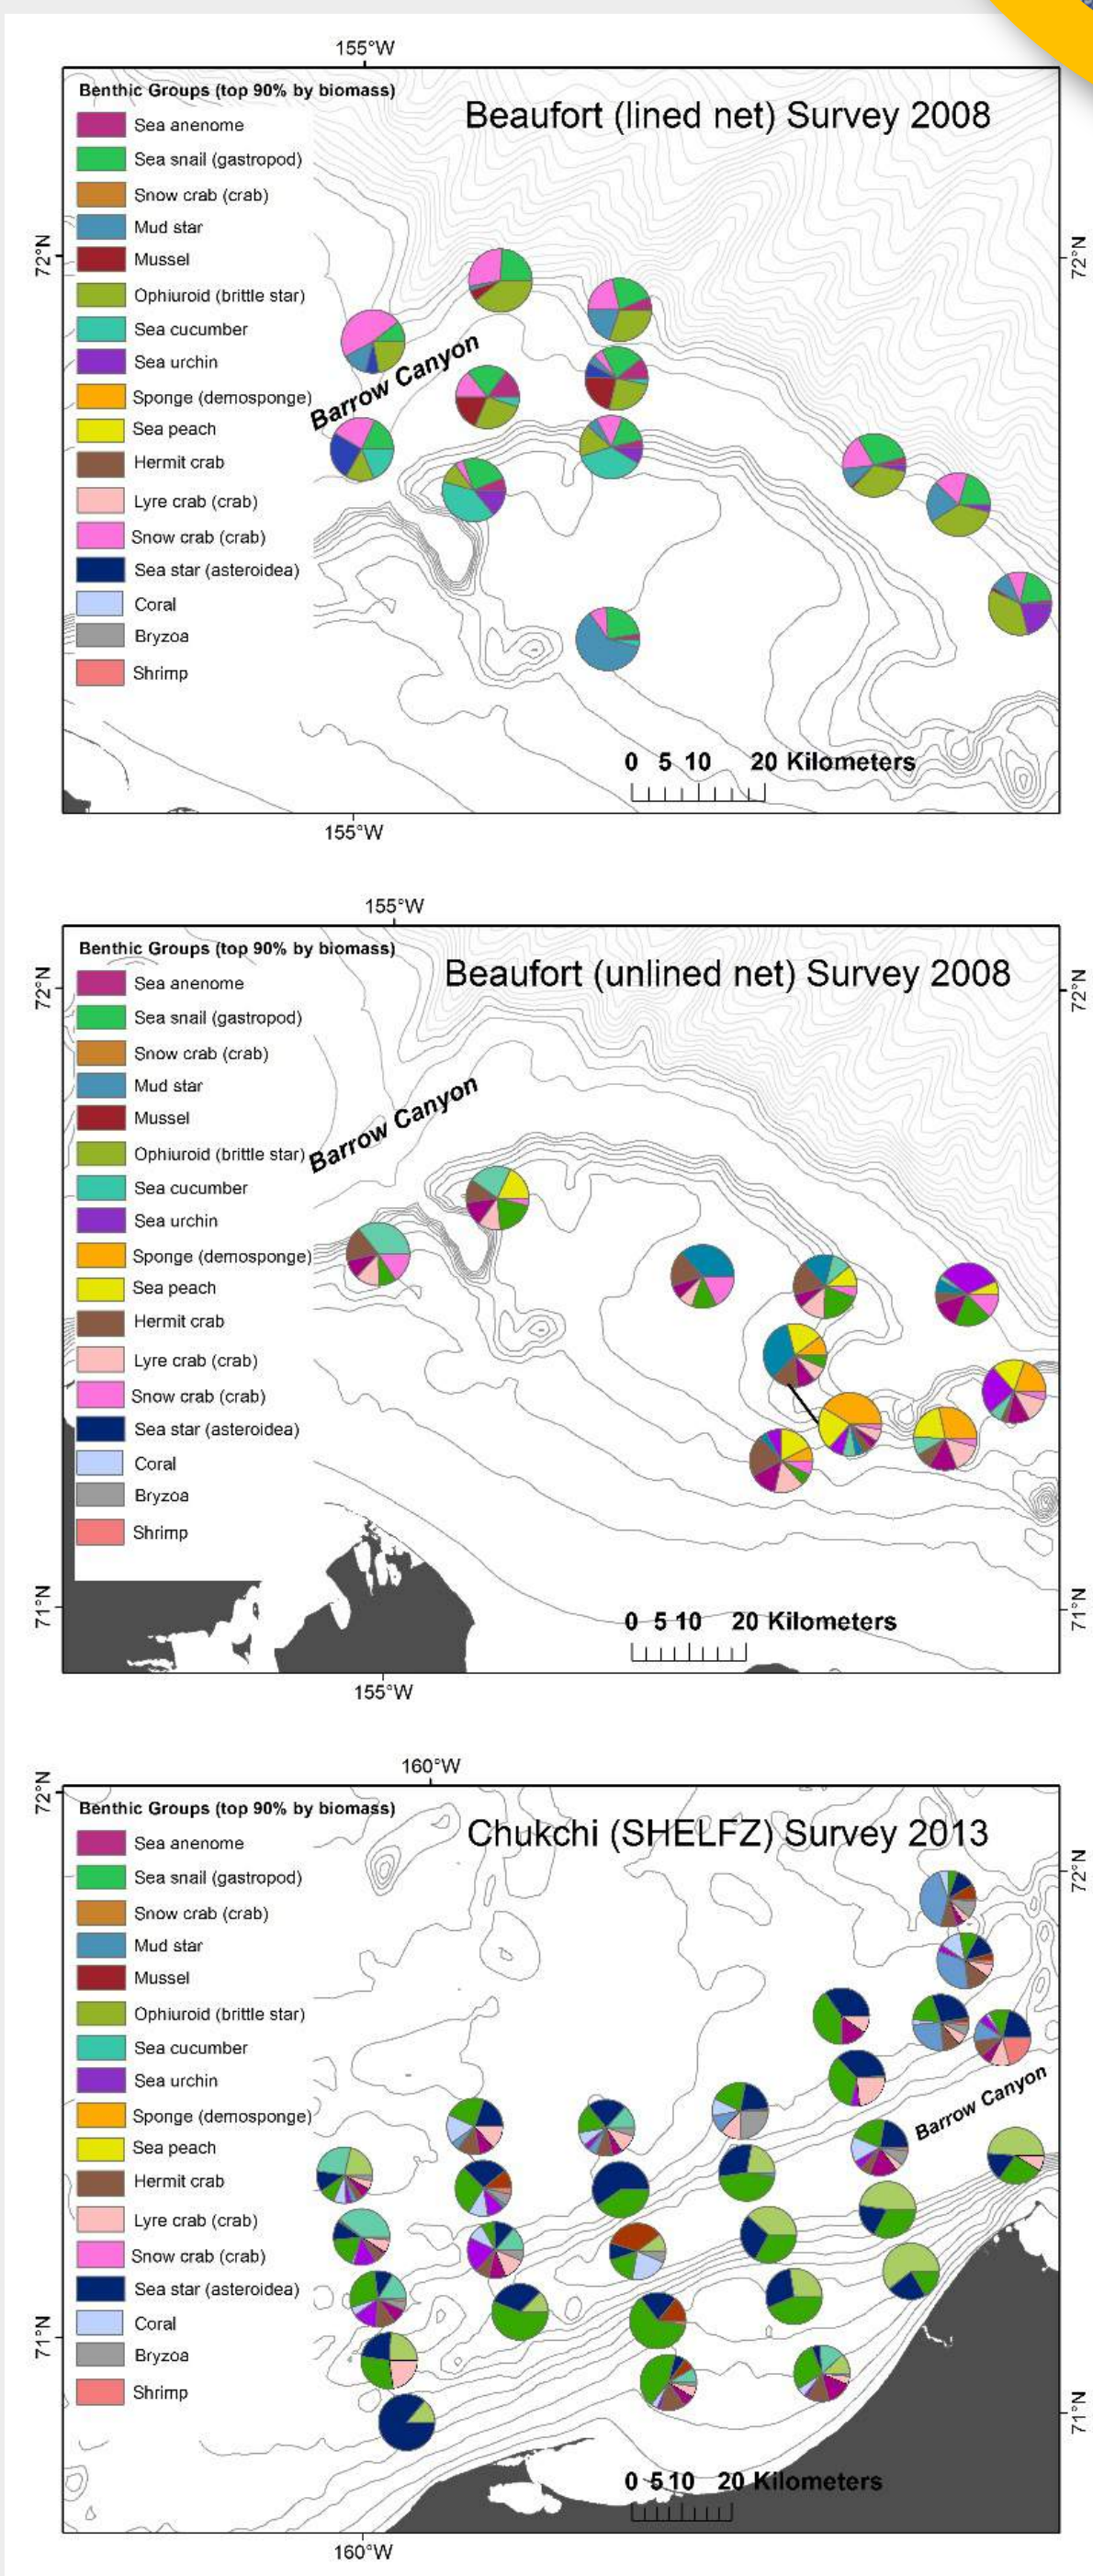 155°W
Benthic Groups (top 90% by biomass)
Beaufort (lined net) Survey 2008
Sea anenome
Sea snail (gastropod)
Snow crab (crab)
Mud star
72°N
72°N
Mussel
Ophiuroid (brittle star)
Sea cucumber
Sea urchin
Barrow Canyon
Sponge (demosponge)
Sea peach
Hermit crab
Lyre crab (crab)
Snow crab (crab)
Sea star (asteroidea)
Coral
Bryzoa
Shrimp
0 5 10 20 Kilometers
155°W
155°W
Benthic Groups (top 90% by biomass)
Beaufort (unlined net) Survey 2008
72°N
72°N
Sea anenome
Sea snail (gastropod)
Snow crab (crab)
Mud star
Mussel
Barrow Canyon
Ophiuroid (brittle star)
Sea cucumber
Sea urchin
Sponge (demosponge)
Sea peach
Hermit crab
Lyre crab (crab)
Snow crab (crab)
Sea star (asteroidea)
Coral
Bryzoa
Shrimp
71°N
71°N
0 5 10 20 Kilometers
155°W
160°W
72°N
Benthic Groups (top 90% by biomass)
Chukchi (SHELFZ) Survey 2013
Sea anenome
Sea snail (gastropod)
72°N
Snow crab (crab)
Mud star
Mussel
Ophiuroid (brittle star)
Sea cucumber
Sea urchin
Barrow Canyon
Sponge (demosponge)
Sea peach
Hermit crab
Lyre crab (crab)
Snow crab (crab)
Sea star (asteroidea)
Coral
71°N
Bryzoa
Shrimp
71°N
0 5 10 20 Kilometers
160°W